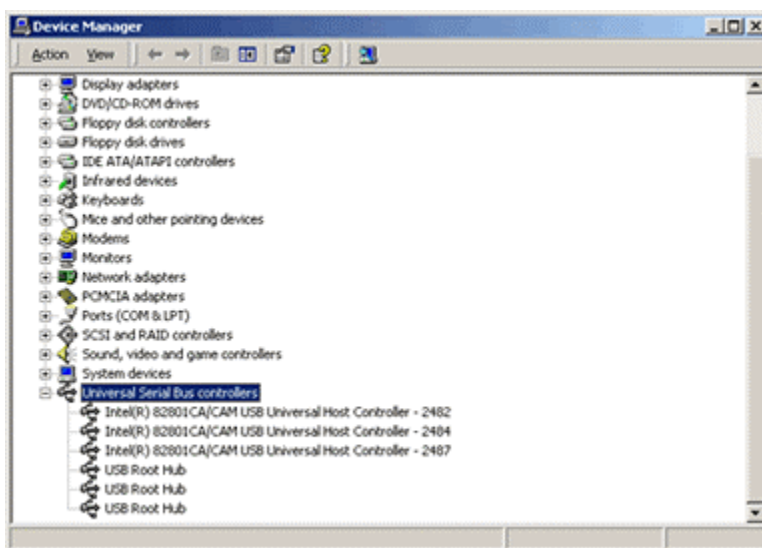 Device Manager
Action View
Display adapters
DVD/CD-ROM drives
Floppy disk controllers
Floppy disk drives
IDE ATA/ATAPI controllers
Infrared devices
Keyboards
Mice and other pointing devices
Modems
Monitors
Network adapters
PCMCIA adapters
Ports (COM & LPT)
SCSI and RAID controllers
Sound, video and game controllers
System devices
Universal Serial Bus controllers
Intel(R) 82801CA/CAM USB Universal Host Controller - 2482
Intel(R) 82801CA/CAM USB Universal Host Controller - 2484
Intel(R) 82801CA/CAM USB Universal Host Controller - 2487
USB Root Hub
USB Root Hub
USB Root Hub